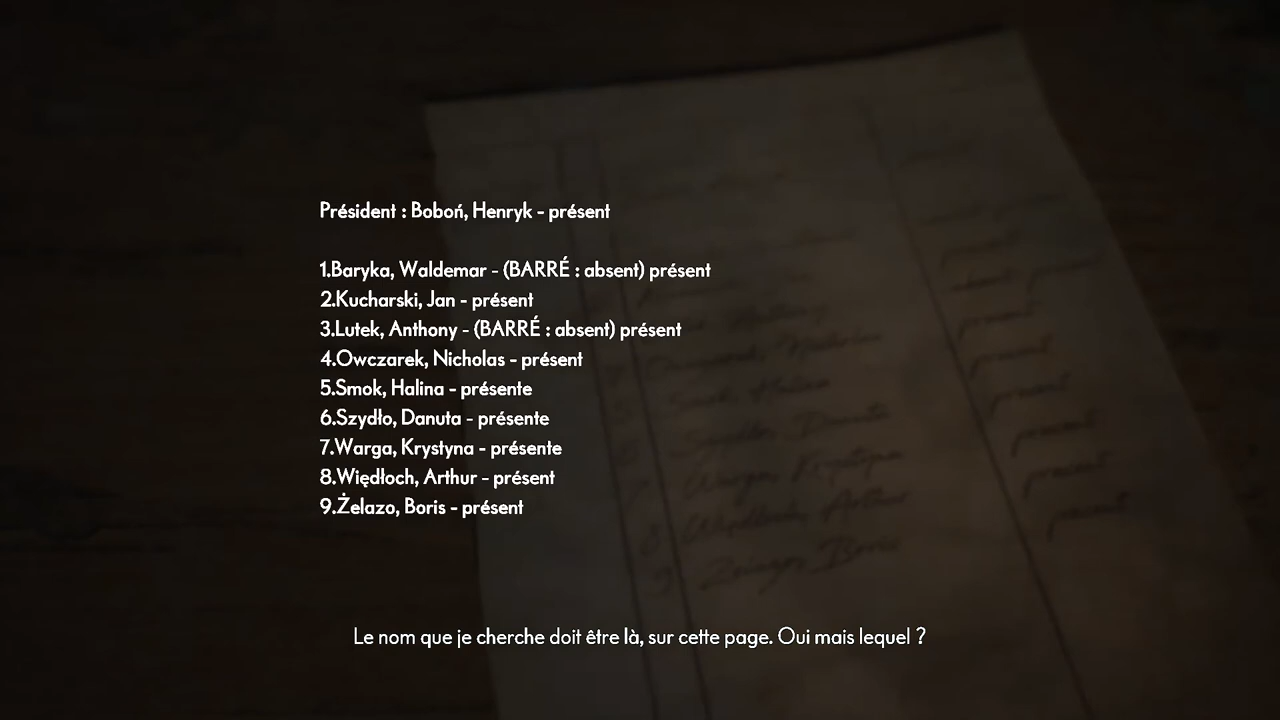 Président : Boboń, Henryk - présent
1.Baryka, Waldemar - (BARRÉ : absent) présent
2.Kucharski, Jan - présent
3.Lutek, Anthony - (BARRÉ : absent) présent
4.Owczarek, Nicholas - présent
5.Smok, Halina - présente
6.Szydło, Danuta - présente
7.Warga, Krystyna - présente
8.Więdłoch, Arthur - présent
9.Żelazo, Boris - présent
Le nom que je cherche doit être là, sur cette page. Oui mais lequel ?